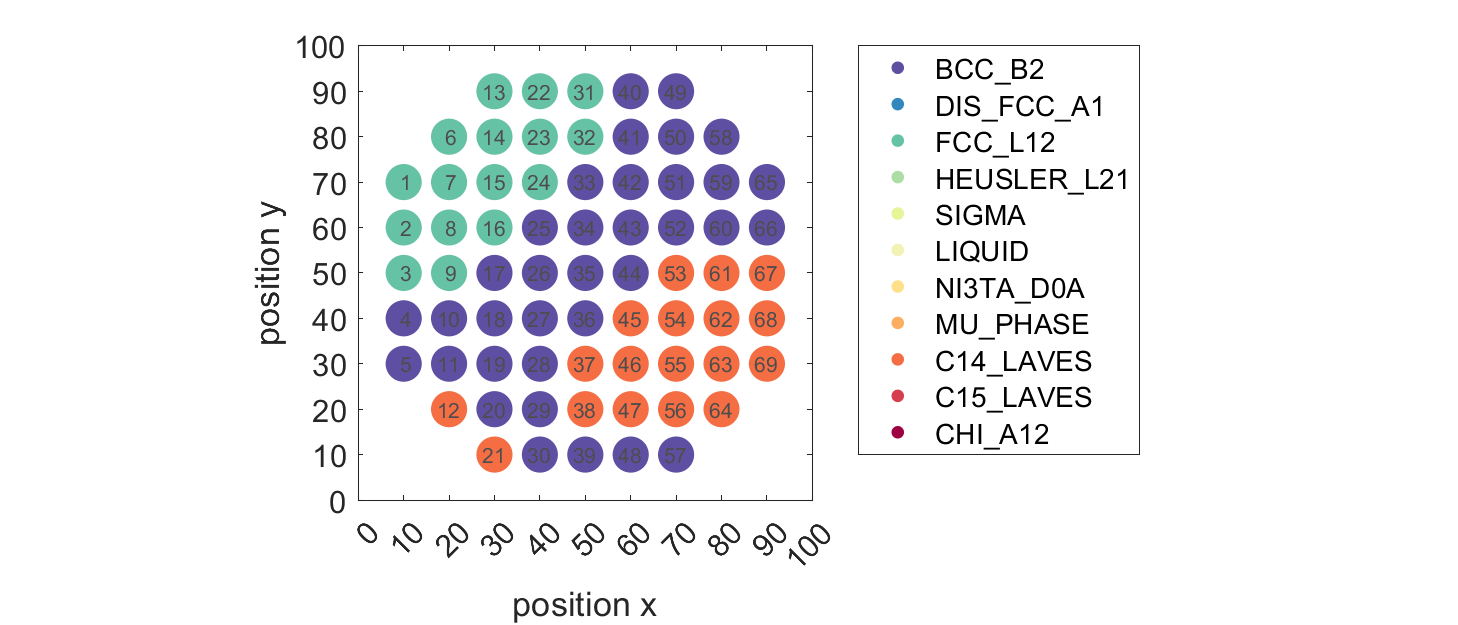 100
90
80
70
60
50
40
30
20
10
0
13 22 31 40 49
6 14 23 32 41 50 58
1 7 15 24 33 42 51 59 65
2 8 16 25 34 43 52 60 66
3 9 17 26 35 44 53 61 67
4 10 18 27 36 45 54 62 68
5 11 19 28 37 46 55 63 69
12 20 29 38 47 56 64
21 30 39 48 57
0 10 20 30 40 50 60 70 80 90 100
position x
position y
BCC_B2
DIS_FCC_A1
FCC_L12
HEUSLER_L21
SIGMA
LIQUID
NI3TA_D0A
MU_PHASE
C14_LAVES
C15_LAVES
CHI_A12